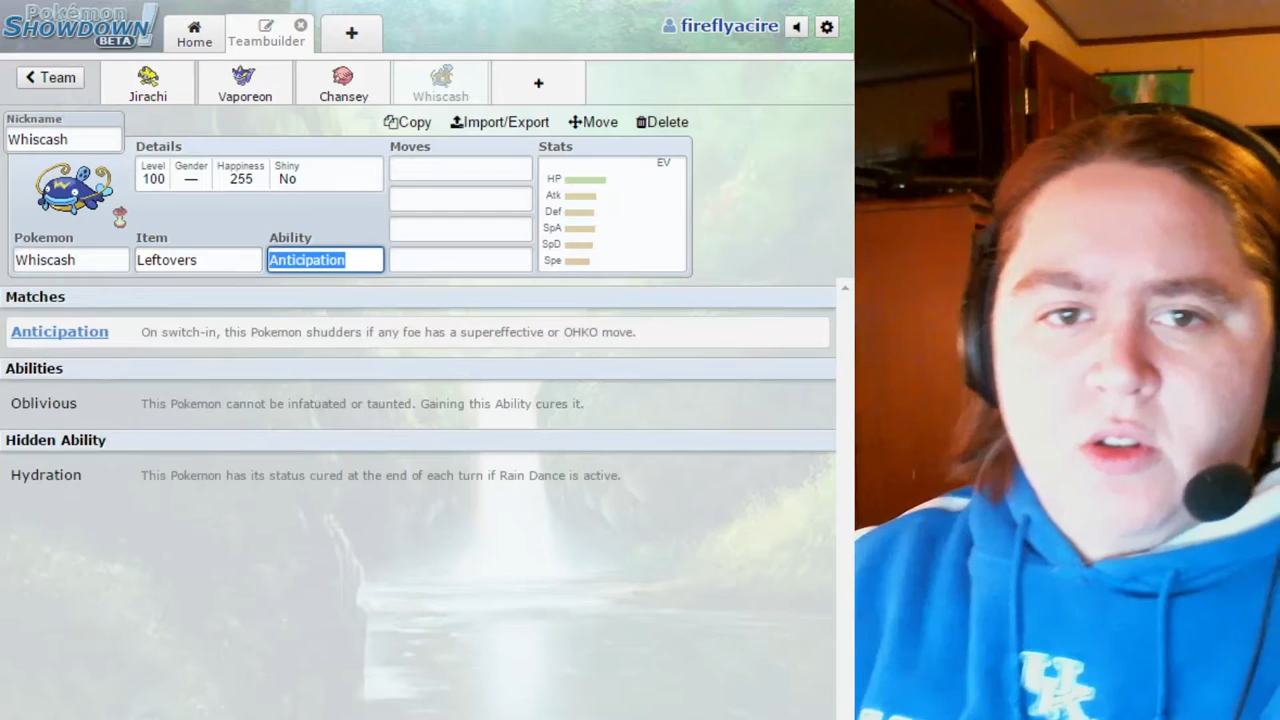 Pokémon
SHOWDOWN!
BETA
Home
Teambuilder
+
fireflyacire
Team
Jirachi
Vaporeon
Chansey
Whiscash
+
Nickname
Whiscash
Copy
Import/Export
Move
Delete
Details
Level Gender Happiness Shiny
100 — 255 No
Moves
Stats
EV
HP
Atk
Def
SpA
SpD
Spe
Pokemon
Whiscash
Item
Leftovers
Ability
Anticipation
Matches
Anticipation On switch-in, this Pokemon shudders if any foe has a supereffective or OHKO move.
Abilities
Oblivious This Pokemon cannot be infatuated or taunted. Gaining this Ability cures it.
Hidden Ability
Hydration This Pokemon has its status cured at the end of each turn if Rain Dance is active.
UK